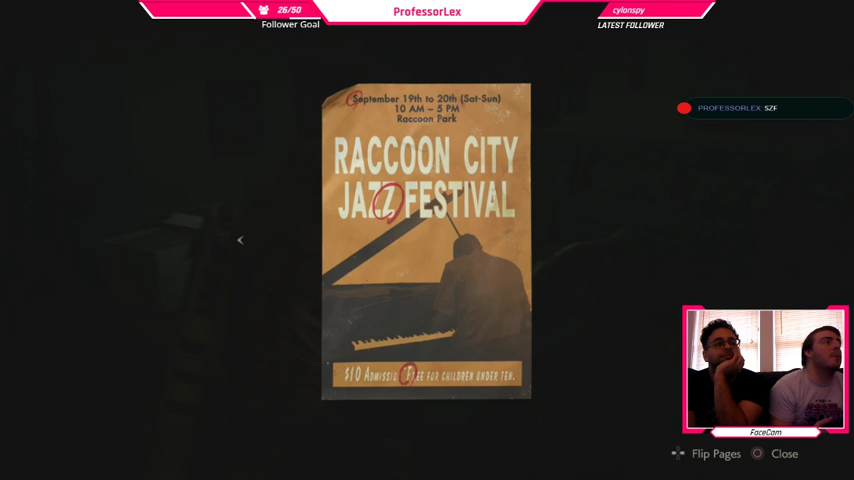 26/50
Follower Goal
ProfessorLex
cylonspy
LATEST FOLLOWER
PROFESSORLEX: SZF
September 19th to 20th (Sat-Sun)
10 AM ~ 5 PM
Raccoon Park
RACCOON CITY
JAZZ FESTIVAL
$10 ADMISSION FREE FOR CHILDREN UNDER TEN.
FaceCam
Flip Pages
Close